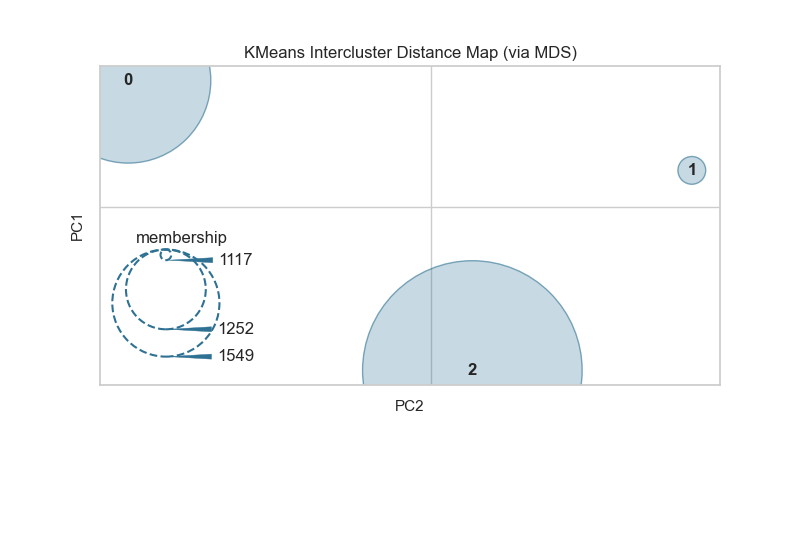 KMeans Intercluster Distance Map (via MDS)
0
1
PC1
membership
1117
1252
1549
2
PC2